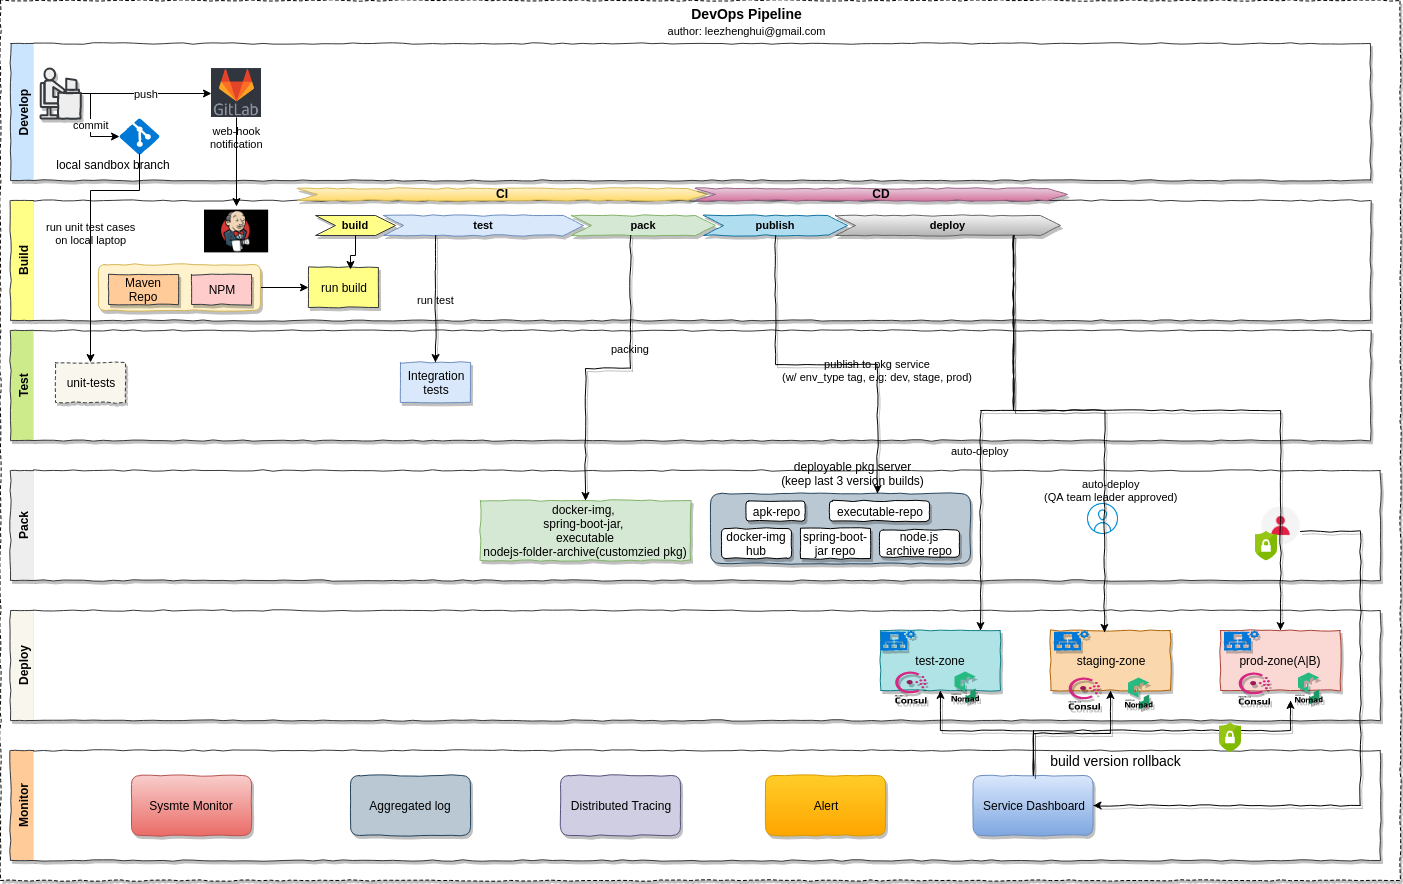 DevOps Pipeline
author: leezhenghui@gmail.com
Develop
push
GitLab
commit
web-hook
notification
local sandbox branch
CI
CD
Build
run unit test cases
on local laptop
build
test
pack
publish
deploy
Maven
Repo
NPM
run build
run test
Test
packing
unit-tests
Integration
tests
publish to pkg service
(w/ env_type tag, e.g: dev, stage, prod)
auto-deploy
Pack
deployable pkg server
(keep last 3 version builds)
auto-deploy
(QA team leader approved)
docker-img,
spring-boot-jar,
executable
nodejs-folder-archive(customzied pkg)
apk-repo
executable-repo
docker-img
hub
spring-boot-
jar repo
node.js
archive repo
Deploy
test-zone
Consul
Nomad
staging-zone
Consul
Nomad
prod-zone(A|B)
Consul
Nomad
build version rollback
Monitor
Sysmte Monitor
Aggregated log
Distributed Tracing
Alert
Service Dashboard